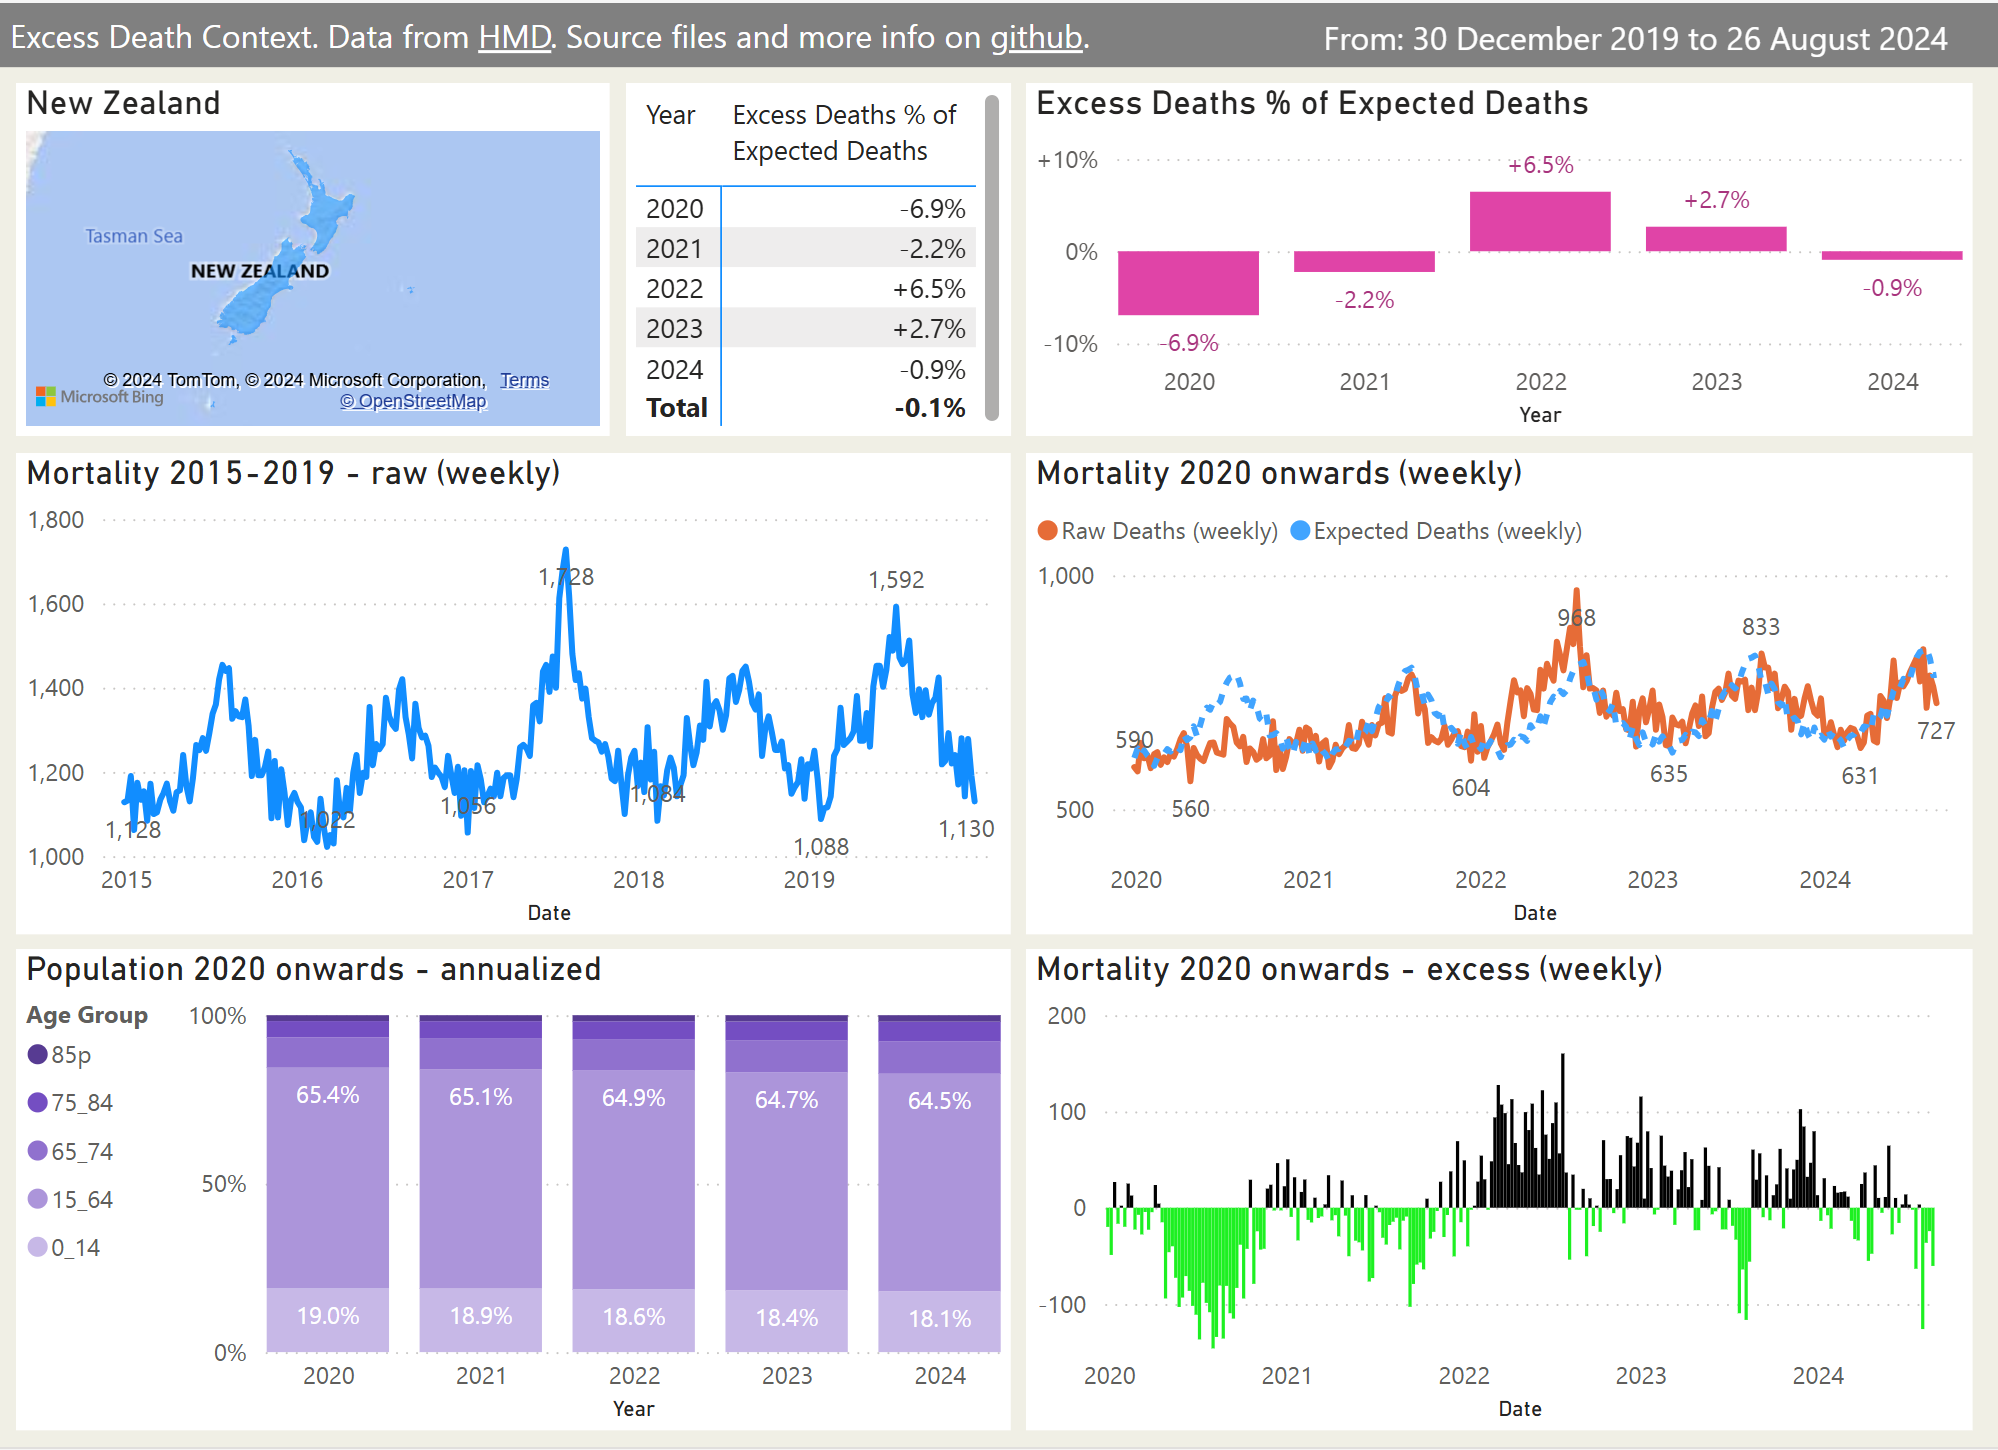 Excess Death Context. Data from HMD. Source files and more info on github.
From: 30 December 2019 to 26 August 2024
New Zealand
Tasman Sea
NEW ZEALAND
© 2024 TomTom, © 2024 Microsoft Corporation, Terms
© OpenStreetMap
Microsoft Bing
Year Excess Deaths % of
Expected Deaths
2020 -6.9%
2021 -2.2%
2022 +6.5%
2023 +2.7%
2024 -0.9%
Total -0.1%
Excess Deaths % of Expected Deaths
+10%
0%
-10%
+6.5%
+2.7%
-2.2%
-0.9%
-6.9%
2020 2021 2022 2023 2024
Year
Mortality 2015-2019 - raw (weekly)
1,800
1,600
1,400
1,200
1,000
1,728
1,592
1,128
1,022
1,056
1,084
1,088
1,130
2015 2016 2017 2018 2019
Date
Mortality 2020 onwards (weekly)
Raw Deaths (weekly) Expected Deaths (weekly)
1,000
500
590
560
968
604
833
635
631
727
2020 2021 2022 2023 2024
Date
Population 2020 onwards - annualized
Age Group
85p
75_84
65_74
15_64
0_14
100%
50%
0%
65.4% 65.1% 64.9% 64.7% 64.5%
19.0% 18.9% 18.6% 18.4% 18.1%
2020 2021 2022 2023 2024
Year
Mortality 2020 onwards - excess (weekly)
200
100
0
-100
2020 2021 2022 2023 2024
Date